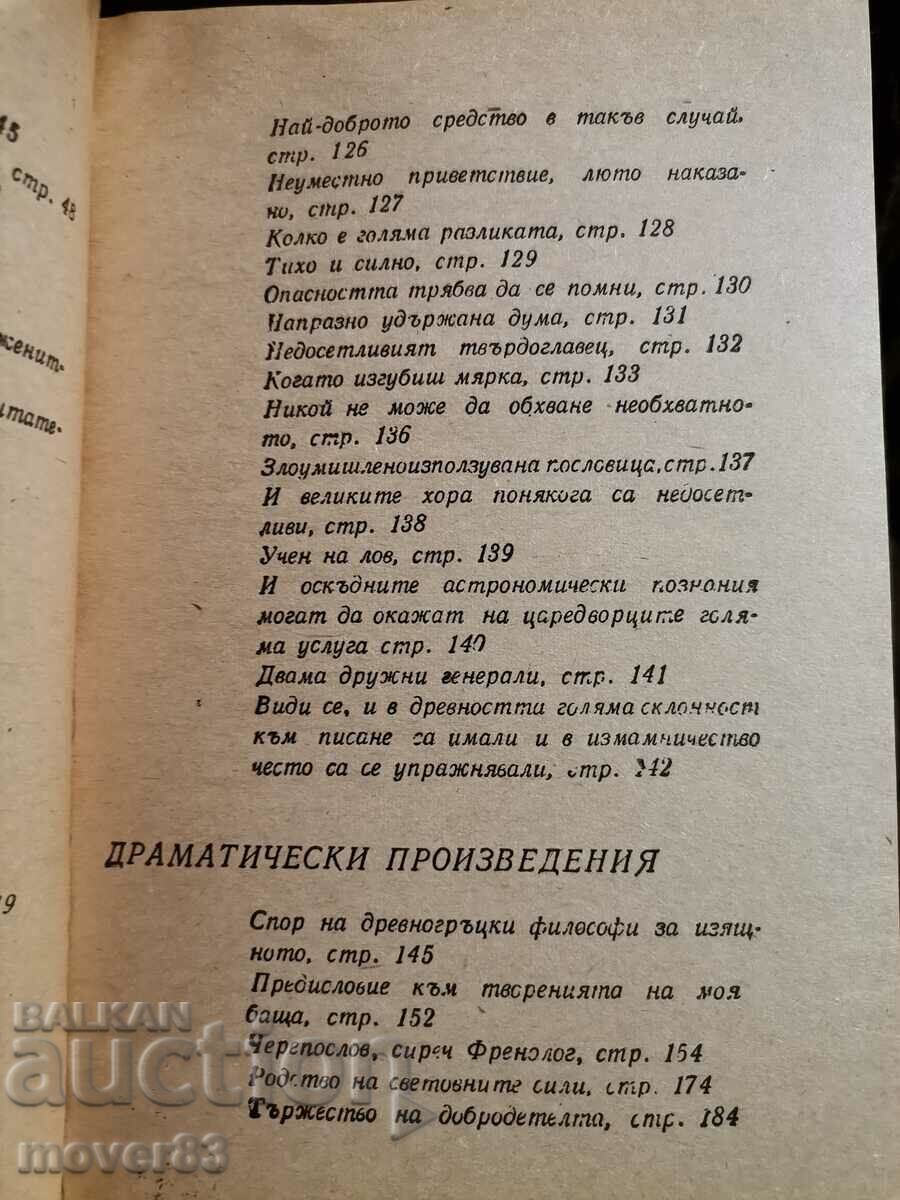 45
стр. 48
женит-
итате-
19
Най-доброто средство в такъв случай,
стр. 126
Неуместно приветствие, люто наказа-
но, стр. 127
Колко е голяма разликата, стр. 128
Тихо и силно, стр. 129
Опасността трябва да се помни, стр. 130
Напразно удържана дума, стр. 131
Недосетливият твърдоглавец, стр. 132
Когато изгубиш мярка, стр. 133
Никой не може да обхване необхватно-
то, стр. 136
Злоумишленоизползувана пословица, стр. 137
И великите хора понякога са недосет-
ливи, стр. 138
Учен на лов, стр. 139
И оскъдните астрономически познания
могат да окажат на царедворците голя-
ма услуга стр. 140
Двама дружни генерали, стр. 141
Види се, и в древността голяма склонност
към писане са имали и в измамничество
често са се упражнявали, стр. 142
ДРАМАТИЧЕСКИ ПРОИЗВЕДЕНИЯ
Спор на древногръцки философи за изящ-
ното, стр. 145
Предисловие към творенията на моя
баща, стр. 152
Черепослов, сиреч Френолог, стр. 154
Родство на световните сили, стр. 174
Тържество на добродетелта, стр. 184
BALKAN
auction
mover83